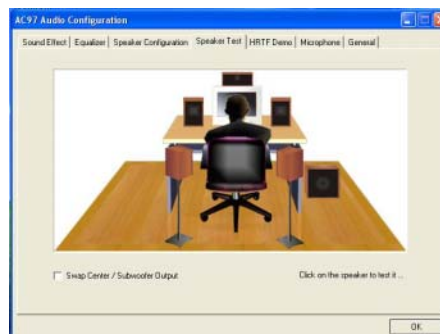 AC97 Audio Configuration
Sound Effect Equalizer Speaker Configuration Speaker Test HRTF Demo Microphone General
Swap Center / Subwoofer Output Click on the speaker to test it ...
OK